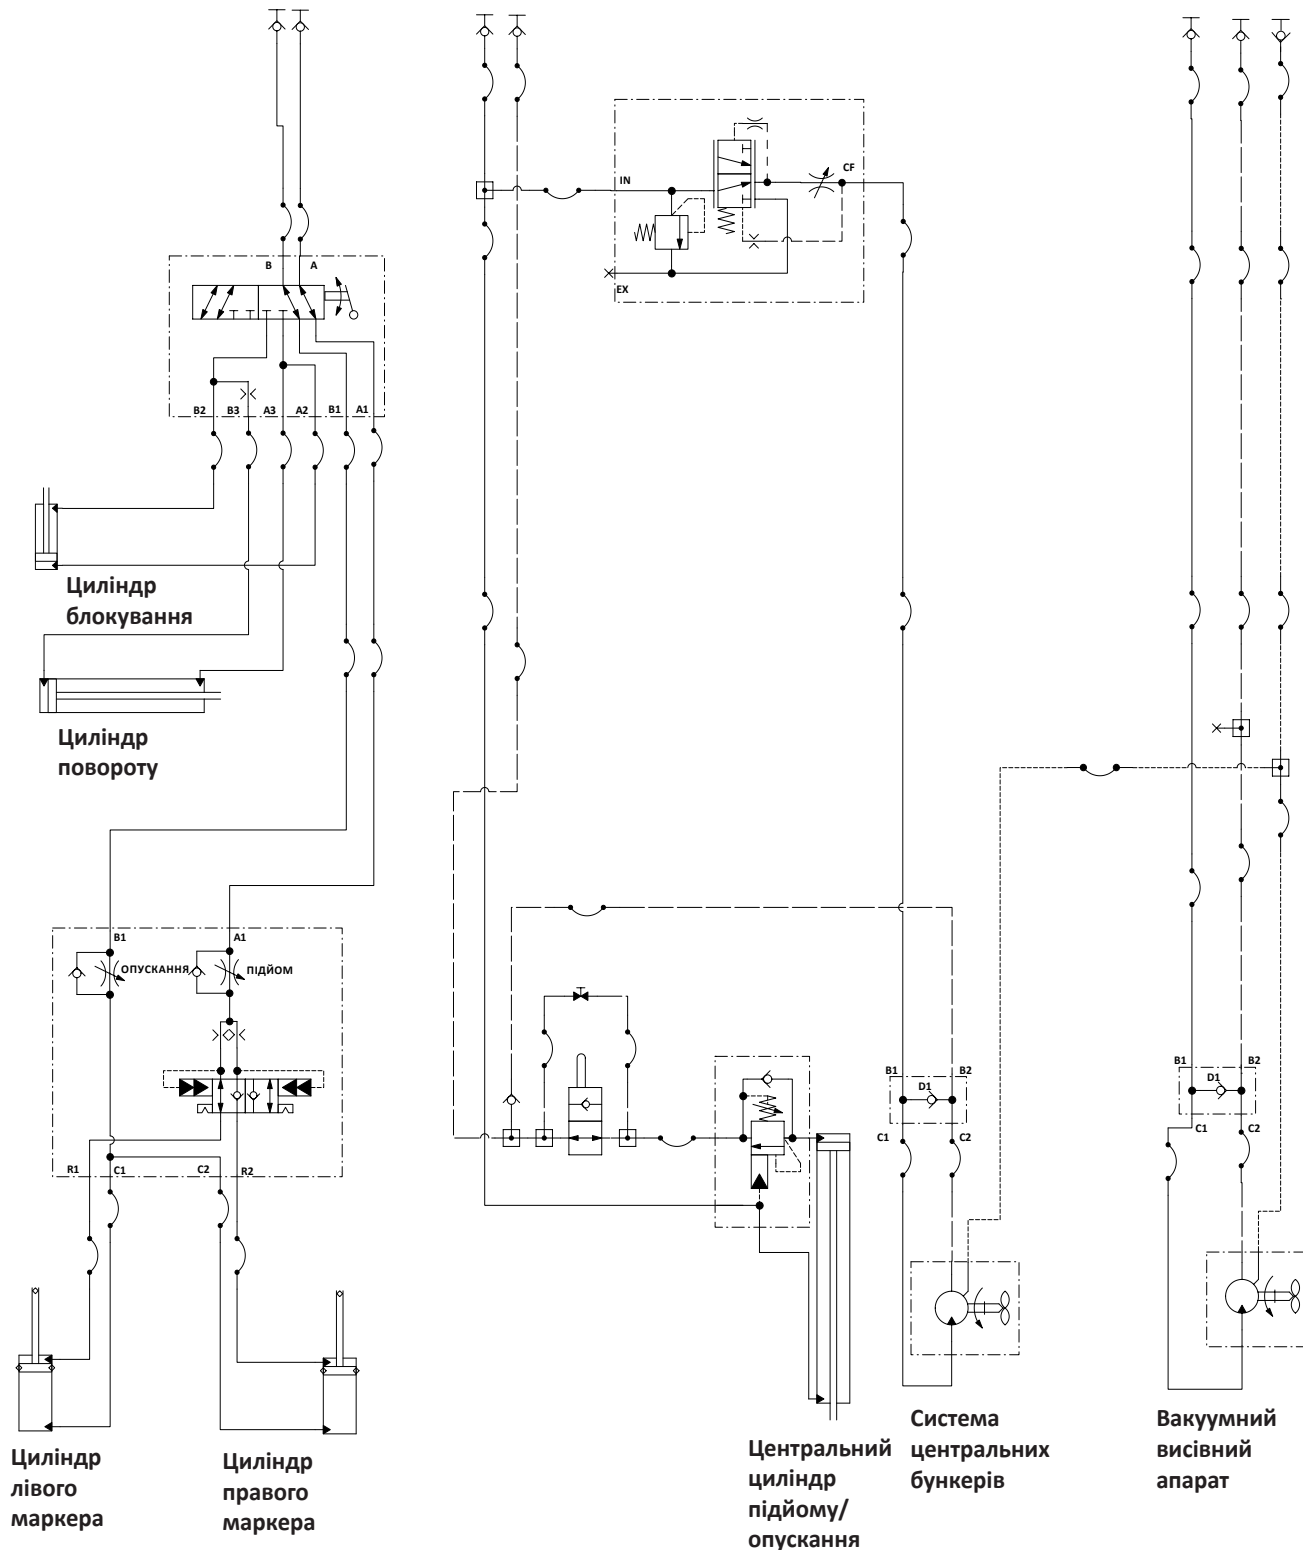 IN
CF
EX
B A
B2 B3 A3 A2 B1 A1
Циліндр
блокування
Циліндр
повороту
B1 A1
ОПУСКАННЯ ПІДЙОМ
R1 C1 C2 R2
B1 B2
D1
C1 C2
B1 B2
D1
C1 C2
Циліндр
лівого
маркера
Циліндр
правого
маркера
Центральний
циліндр
підйому/
опускання
Система
центральних
бункерів
Вакуумний
висівний
апарат